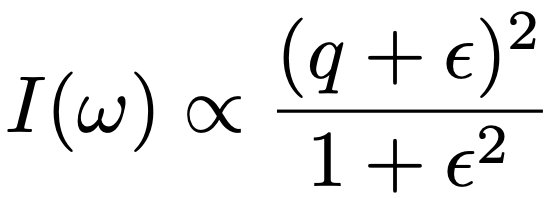 I(ω) ∝ (q + ϵ)² / 1 + ϵ²